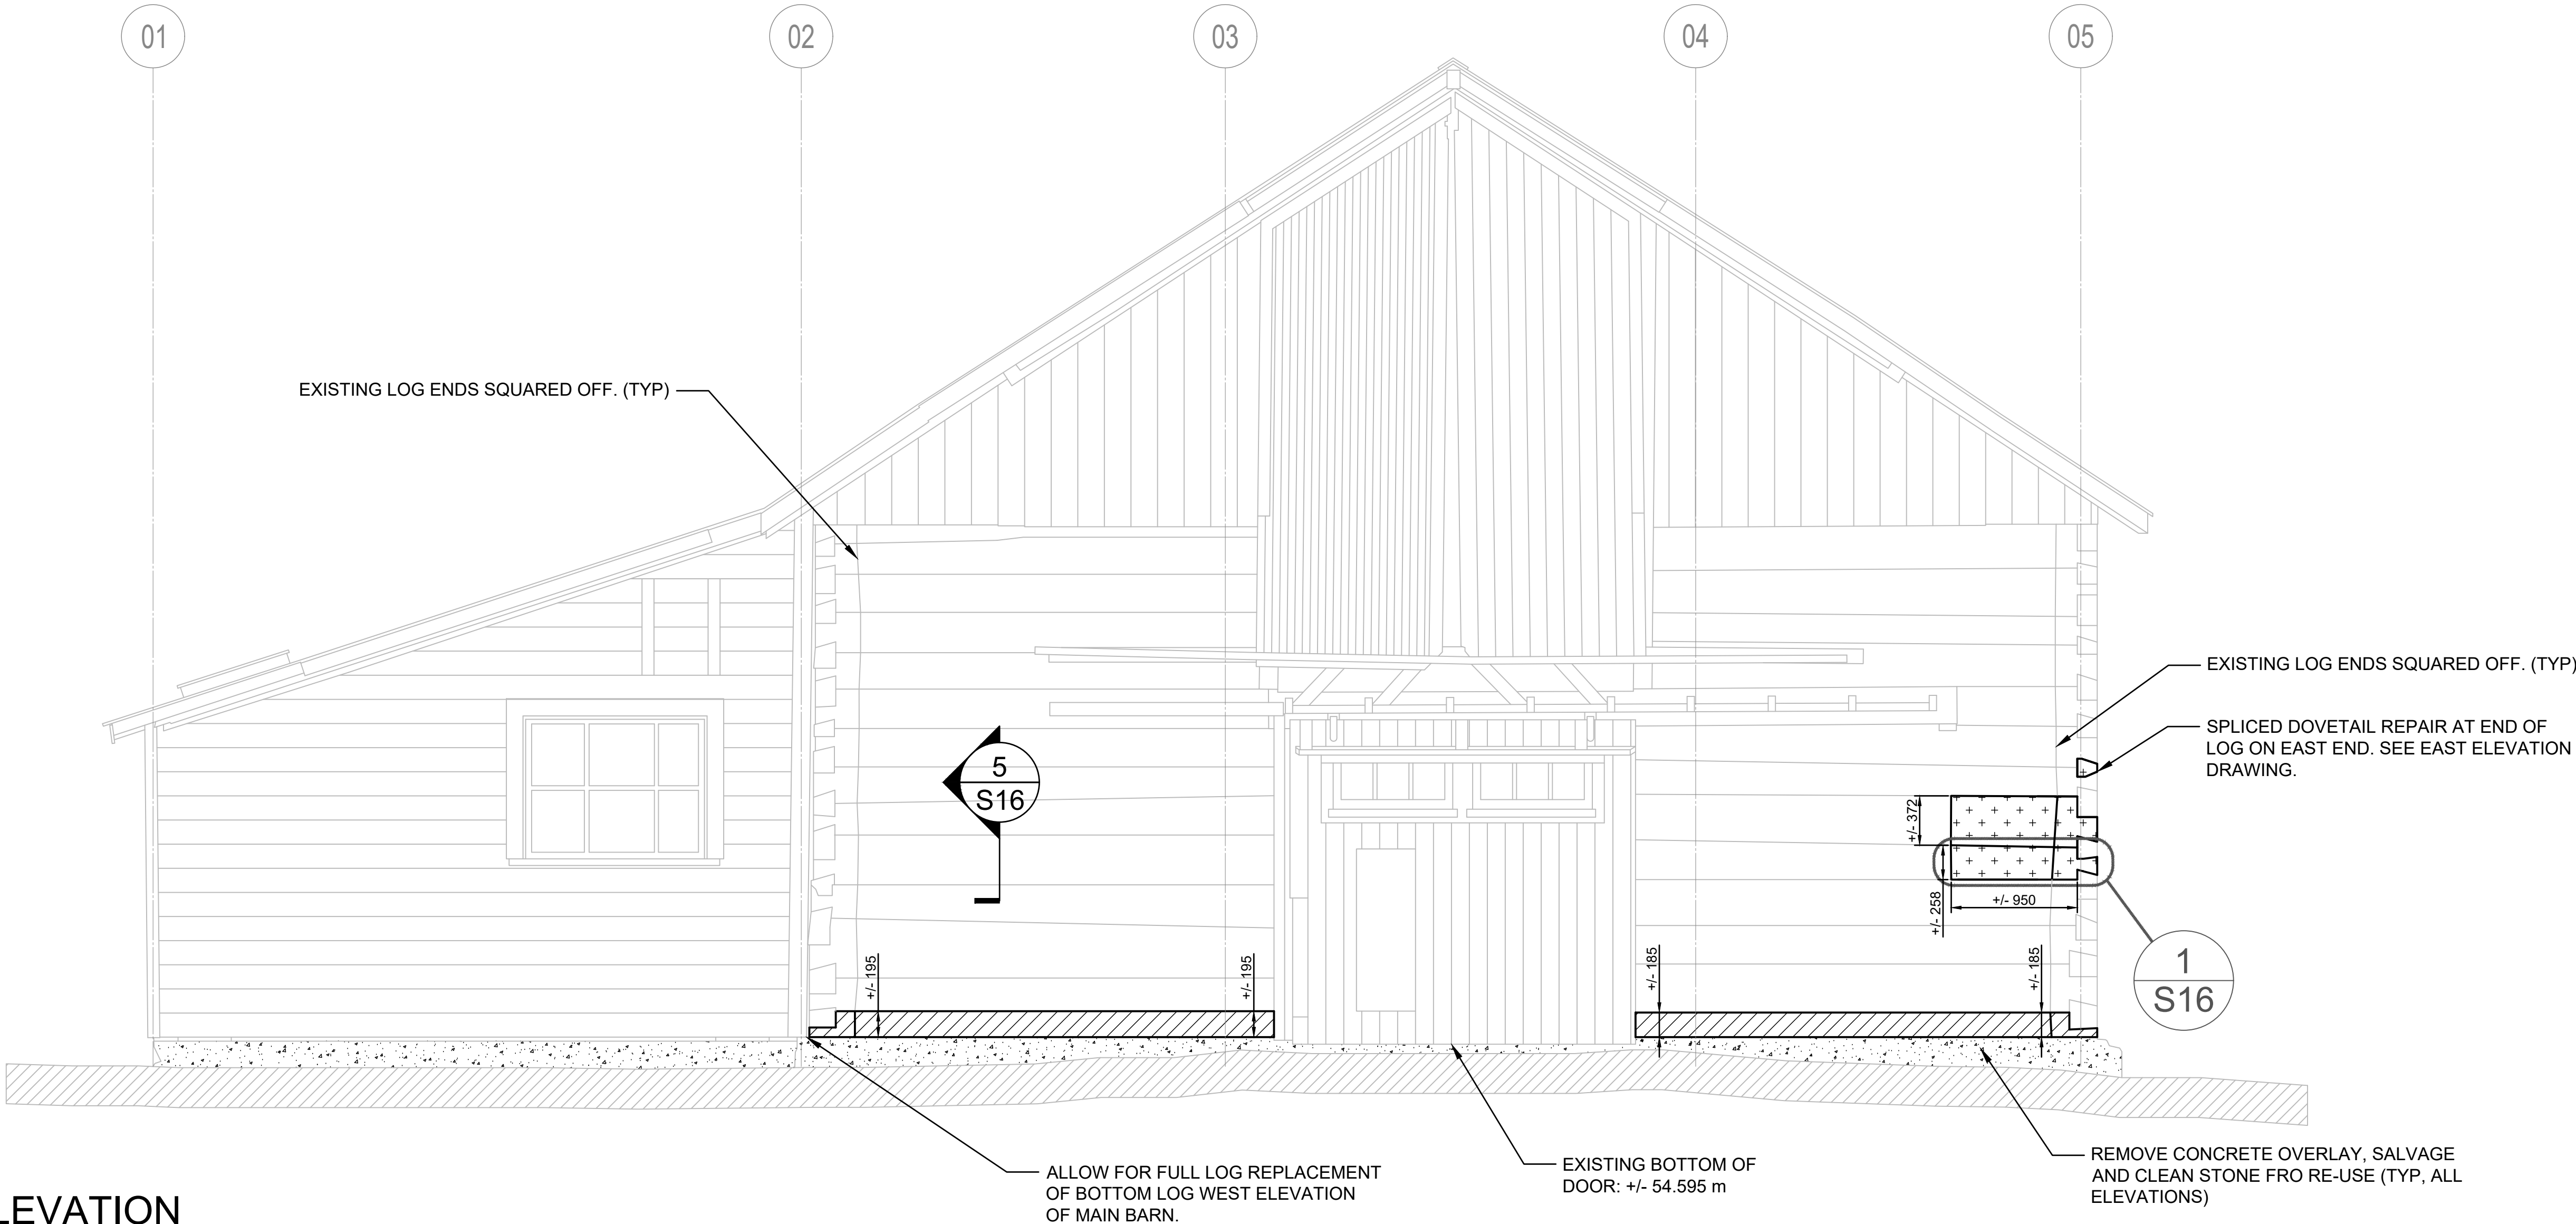 01
02
03
04
05
EXISTING LOG ENDS SQUARED OFF. (TYP)
EXISTING LOG ENDS SQUARED OFF. (TYP)
SPLICED DOVETAIL REPAIR AT END OF
LOG ON EAST END. SEE EAST ELEVATION
DRAWING.
5
S16
+/- 372
+/- 258
+/- 950
1
S16
+/- 195
+/- 195
+/- 185
+/- 185
ALLOW FOR FULL LOG REPLACEMENT
OF BOTTOM LOG WEST ELEVATION
OF MAIN BARN.
EXISTING BOTTOM OF
DOOR: +/- 54.595 m
REMOVE CONCRETE OVERLAY, SALVAGE
AND CLEAN STONE FRO RE-USE (TYP, ALL
ELEVATIONS)
LEVATION